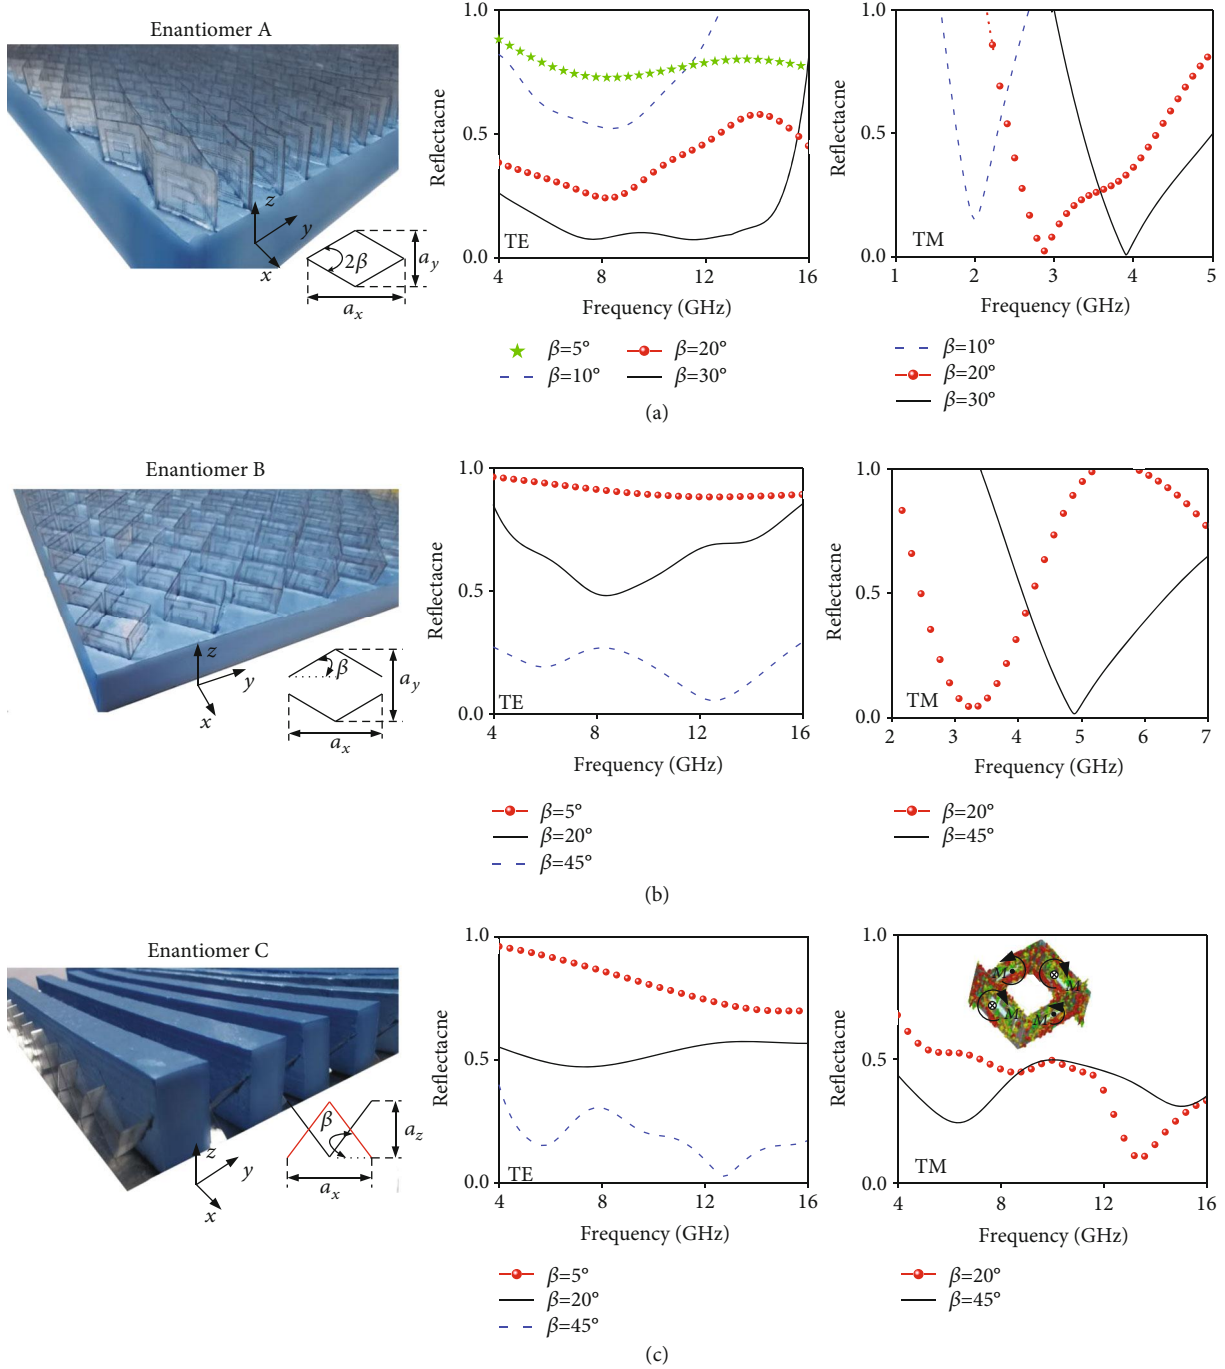 Enantiomer A
z
y
x
2β
a_y
a_x
Reflectacne
1.0
0.5
0.0
TE
4
8
12
16
Frequency (GHz)
β=5°
β=20°
β=10°
β=30°
Reflectacne
1.0
0.5
0.0
TM
1
2
3
4
5
Frequency (GHz)
β=10°
β=20°
β=30°
(a)
Enantiomer B
z
y
x
β
a_y
a_x
Reflectacne
1.0
0.5
0.0
TE
4
8
12
16
Frequency (GHz)
β=5°
β=20°
β=45°
Reflectacne
1.0
0.5
0.0
TM
2
3
4
5
6
7
Frequency (GHz)
β=20°
β=45°
(b)
Enantiomer C
z
y
x
β
a_z
a_x
Reflectacne
1.0
0.5
0.0
TE
4
8
12
16
Frequency (GHz)
β=5°
β=20°
β=45°
Reflectacne
1.0
0.5
0.0
M
M
M
M
TM
4
8
12
16
Frequency (GHz)
β=20°
β=45°
(c)